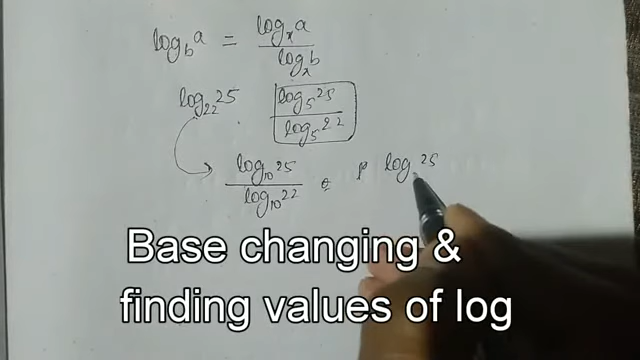 log_b a = log_x a / log_x b
log_22 25 log_5 25 / log_5 22
log_10 25 / log_10 22 log 25
Base changing &
finding values of log